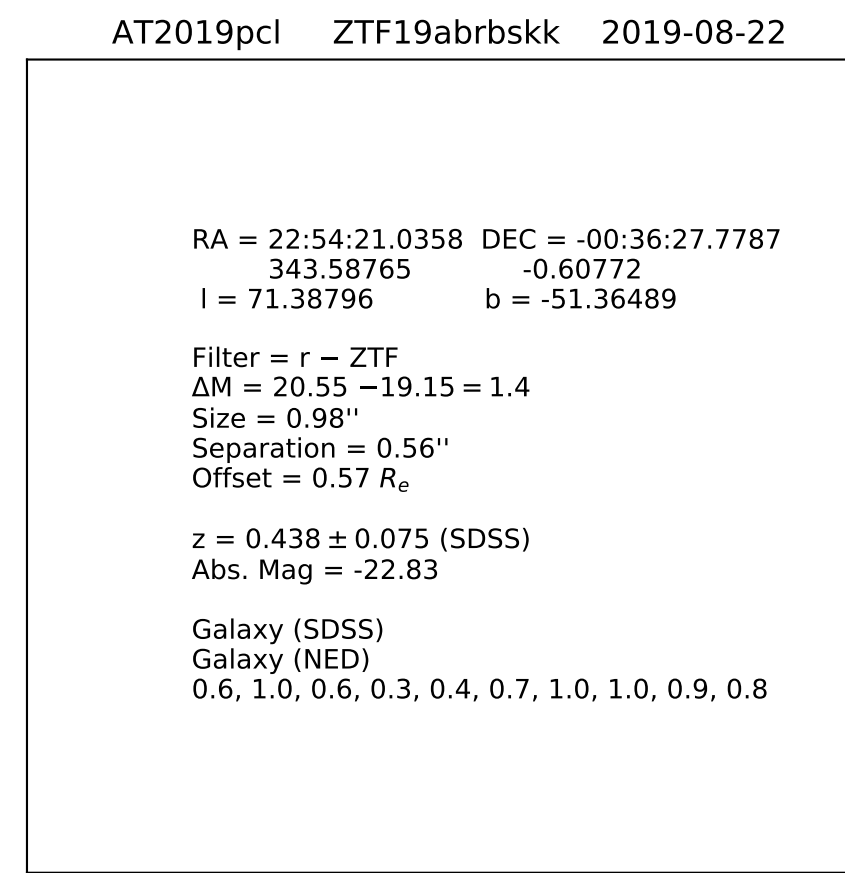 AT2019pcl ZTF19abrbskk 2019-08-22
RA = 22:54:21.0358 DEC = -00:36:27.7787
343.58765 -0.60772
l = 71.38796 b = -51.36489
Filter = r − ZTF
ΔM = 20.55 −19.15 = 1.4
Size = 0.98''
Separation = 0.56''
Offset = 0.57 Re
z = 0.438 ± 0.075 (SDSS)
Abs. Mag = -22.83
Galaxy (SDSS)
Galaxy (NED)
0.6, 1.0, 0.6, 0.3, 0.4, 0.7, 1.0, 1.0, 0.9, 0.8